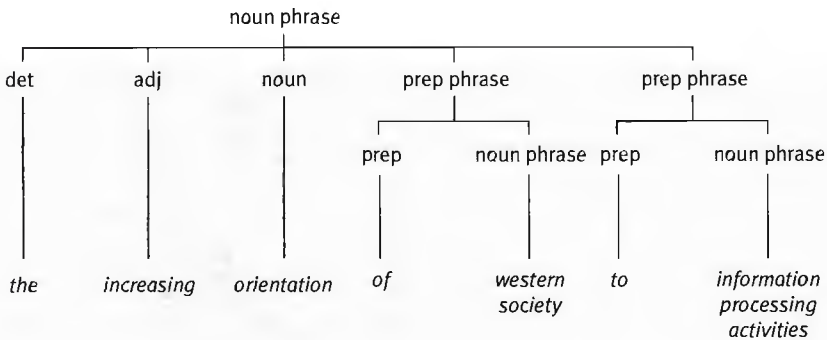 noun phrase
det adj noun prep phrase prep phrase
prep noun phrase prep noun phrase
the increasing orientation of western to information
society processing
activities